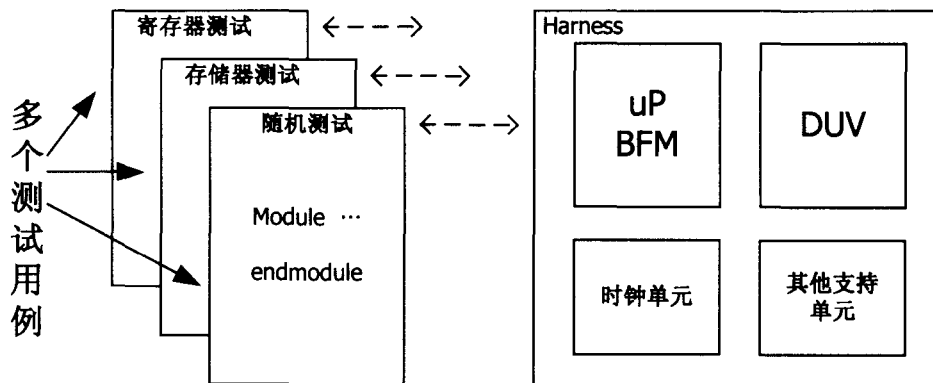 多个测试用例
寄存器测试
存储器测试
随机测试
Module …
endmodule
Harness
uP
BFM
DUV
时钟单元
其他支持
单元